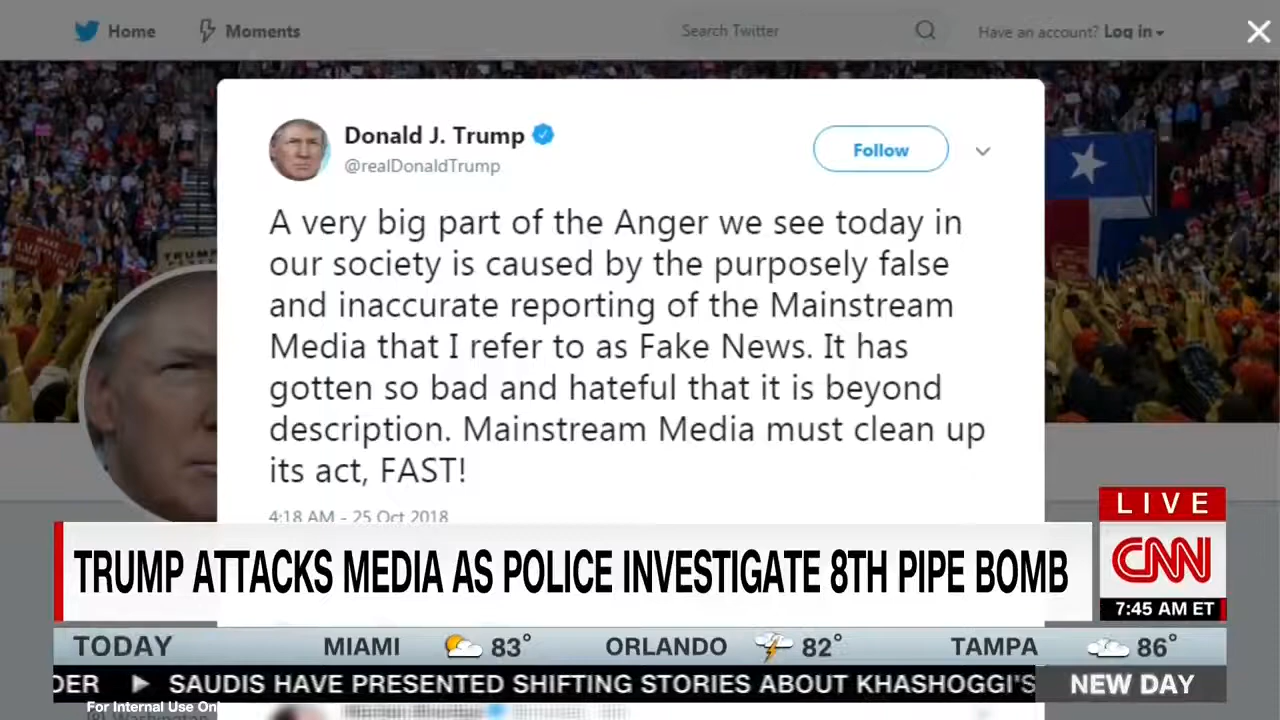 Home
Moments
Search Twitter
Have an account? Log in
Donald J. Trump
@realDonaldTrump
Follow
A very big part of the Anger we see today in
our society is caused by the purposely false
and inaccurate reporting of the Mainstream
Media that I refer to as Fake News. It has
gotten so bad and hateful that it is beyond
description. Mainstream Media must clean up
its act, FAST!
4:18 AM - 25 Oct 2018
LIVE
TRUMP ATTACKS MEDIA AS POLICE INVESTIGATE 8TH PIPE BOMB
CNN
7:45 AM ET
TODAY MIAMI 83° ORLANDO 82° TAMPA 86°
DER ▶ SAUDIS HAVE PRESENTED SHIFTING STORIES ABOUT KHASHOGGI'S
NEW DAY
For Internal Use Onl